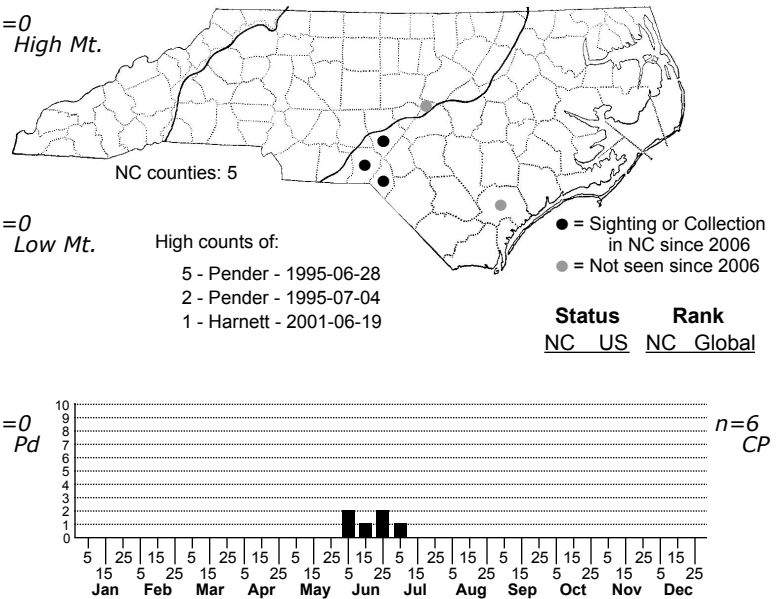 =0
High Mt.
NC counties: 5
=0
Low Mt.
High counts of:
5 - Pender - 1995-06-28
2 - Pender - 1995-07-04
1 - Harnett - 2001-06-19
= Sighting or Collection
in NC since 2006
= Not seen since 2006
Status Rank
NC US NC Global
=0
Pd
n=6
CP
10
9
8
7
6
5
4
3
2
1
0
5 25 15 5 25 15 5 25 15 5 25 15 5 25 15 5 25 15
15 5 25 15 5 25 15 5 25 15 5 25 15 5 25 15 5 25
Jan Feb Mar Apr May Jun Jul Aug Sep Oct Nov Dec